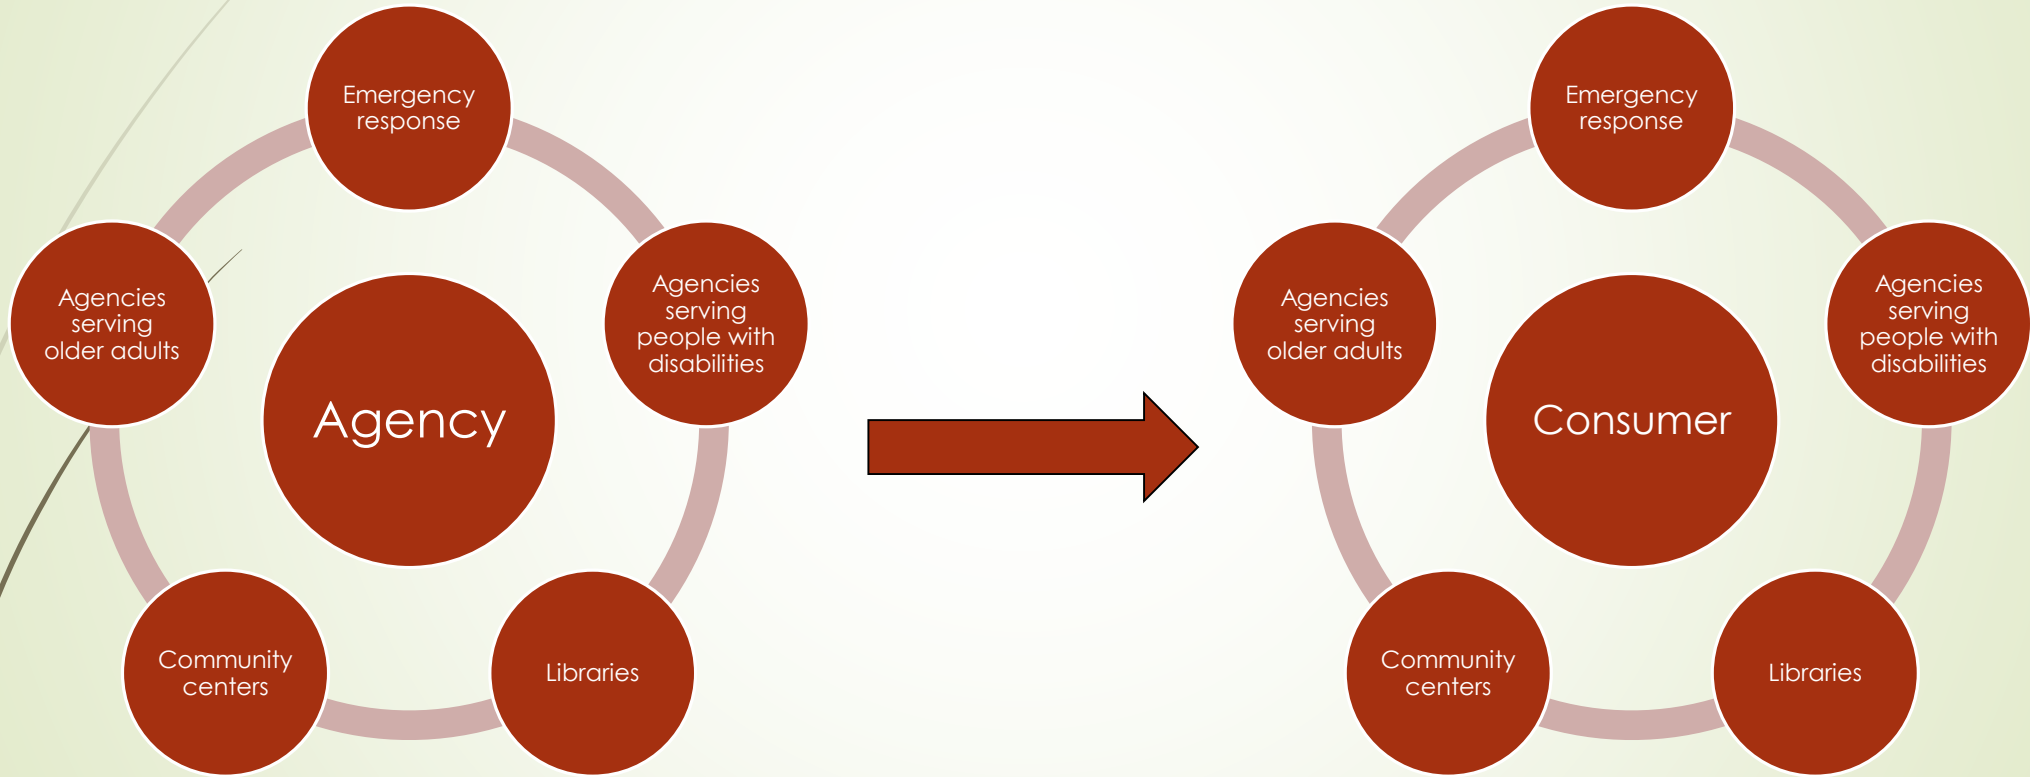 Emergency
response
Agencies
serving
people with
disabilities
Libraries
Community
centers
Agencies
serving
older adults
Agency
Emergency
response
Agencies
serving
people with
disabilities
Libraries
Community
centers
Agencies
serving
older adults
Consumer